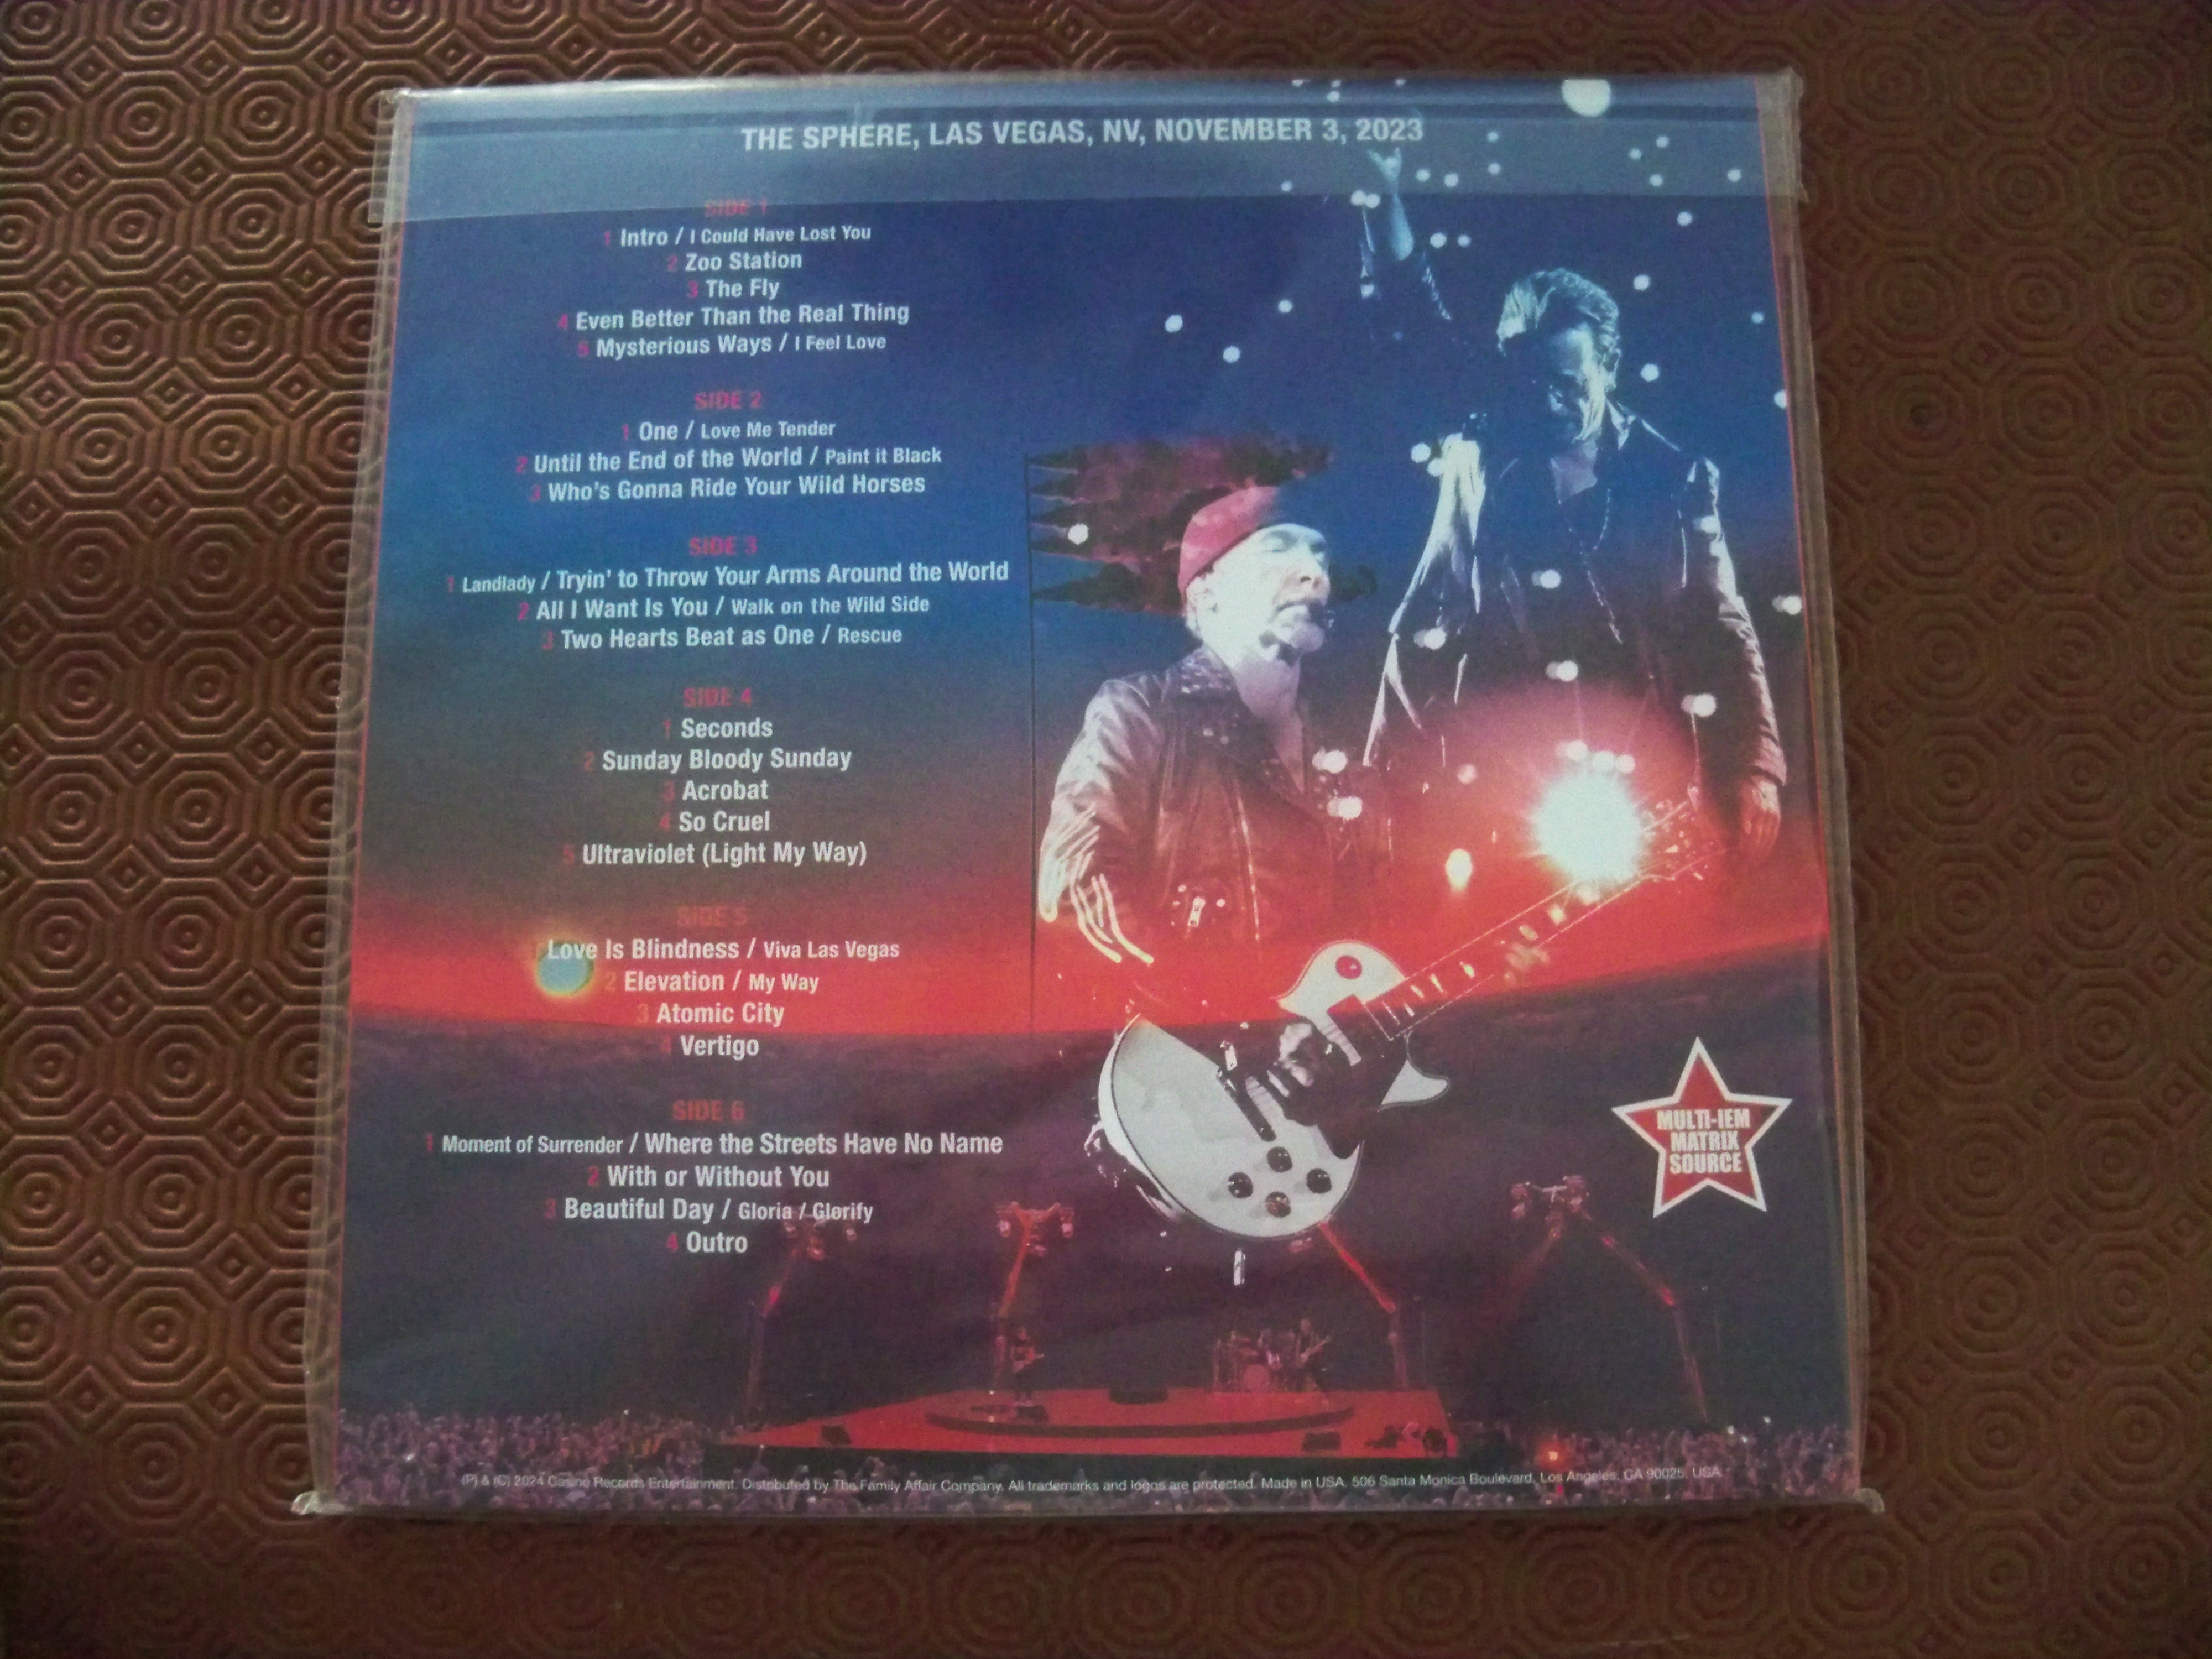 THE SPHERE, LAS VEGAS, NV, NOVEMBER 3, 2023
SIDE 1
1 Intro / I Could Have Lost You
2 Zoo Station
3 The Fly
4 Even Better Than the Real Thing
5 Mysterious Ways / I Feel Love
SIDE 2
1 One / Love Me Tender
2 Until the End of the World / Paint it Black
3 Who's Gonna Ride Your Wild Horses
SIDE 3
1 Landlady / Tryin' to Throw Your Arms Around the World
2 All I Want Is You / Walk on the Wild Side
3 Two Hearts Beat as One / Rescue
SIDE 4
1 Seconds
2 Sunday Bloody Sunday
3 Acrobat
4 So Cruel
5 Ultraviolet (Light My Way)
SIDE 5
Love Is Blindness / Viva Las Vegas
2 Elevation / My Way
3 Atomic City
4 Vertigo
SIDE 6
1 Moment of Surrender / Where the Streets Have No Name
2 With or Without You
3 Beautiful Day / Gloria / Glorify
4 Outro
MULTI-IEM
MATRIX
SOURCE
(P) & (C) 2024 Casino Records Entertainment. Distributed by The Family Affair Company. All trademarks and logos are protected. Made in USA. 506 Santa Monica Boulevard, Los Angeles, CA 90025. USA.